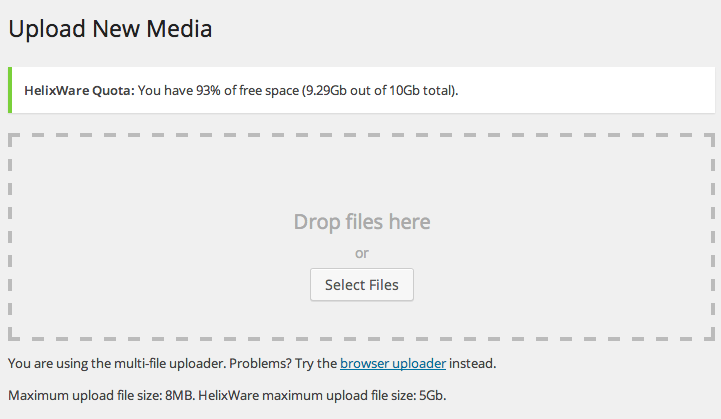 Upload New Media
HelixWare Quota: You have 93% of free space (9.29Gb out of 10Gb total).
Drop files here
or
Select Files
You are using the multi-file uploader. Problems? Try the browser uploader instead.
Maximum upload file size: 8MB. HelixWare maximum upload file size: 5Gb.